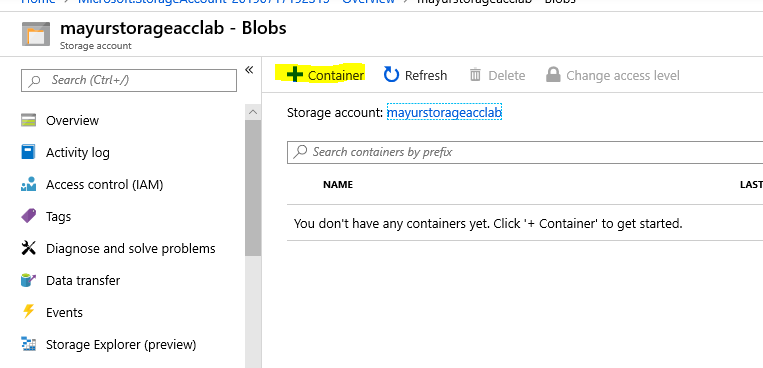 Home > Microsoft.StorageAccount-20190717192315 - Overview > mayurstorageacclab - Blobs
mayurstorageacclab - Blobs
Storage account
Search (Ctrl+/)
Overview
Activity log
Access control (IAM)
Tags
Diagnose and solve problems
Data transfer
Events
Storage Explorer (preview)
Container Refresh Delete Change access level
Storage account: mayurstorageacclab
Search containers by prefix
NAME LAST
You don't have any containers yet. Click '+ Container' to get started.